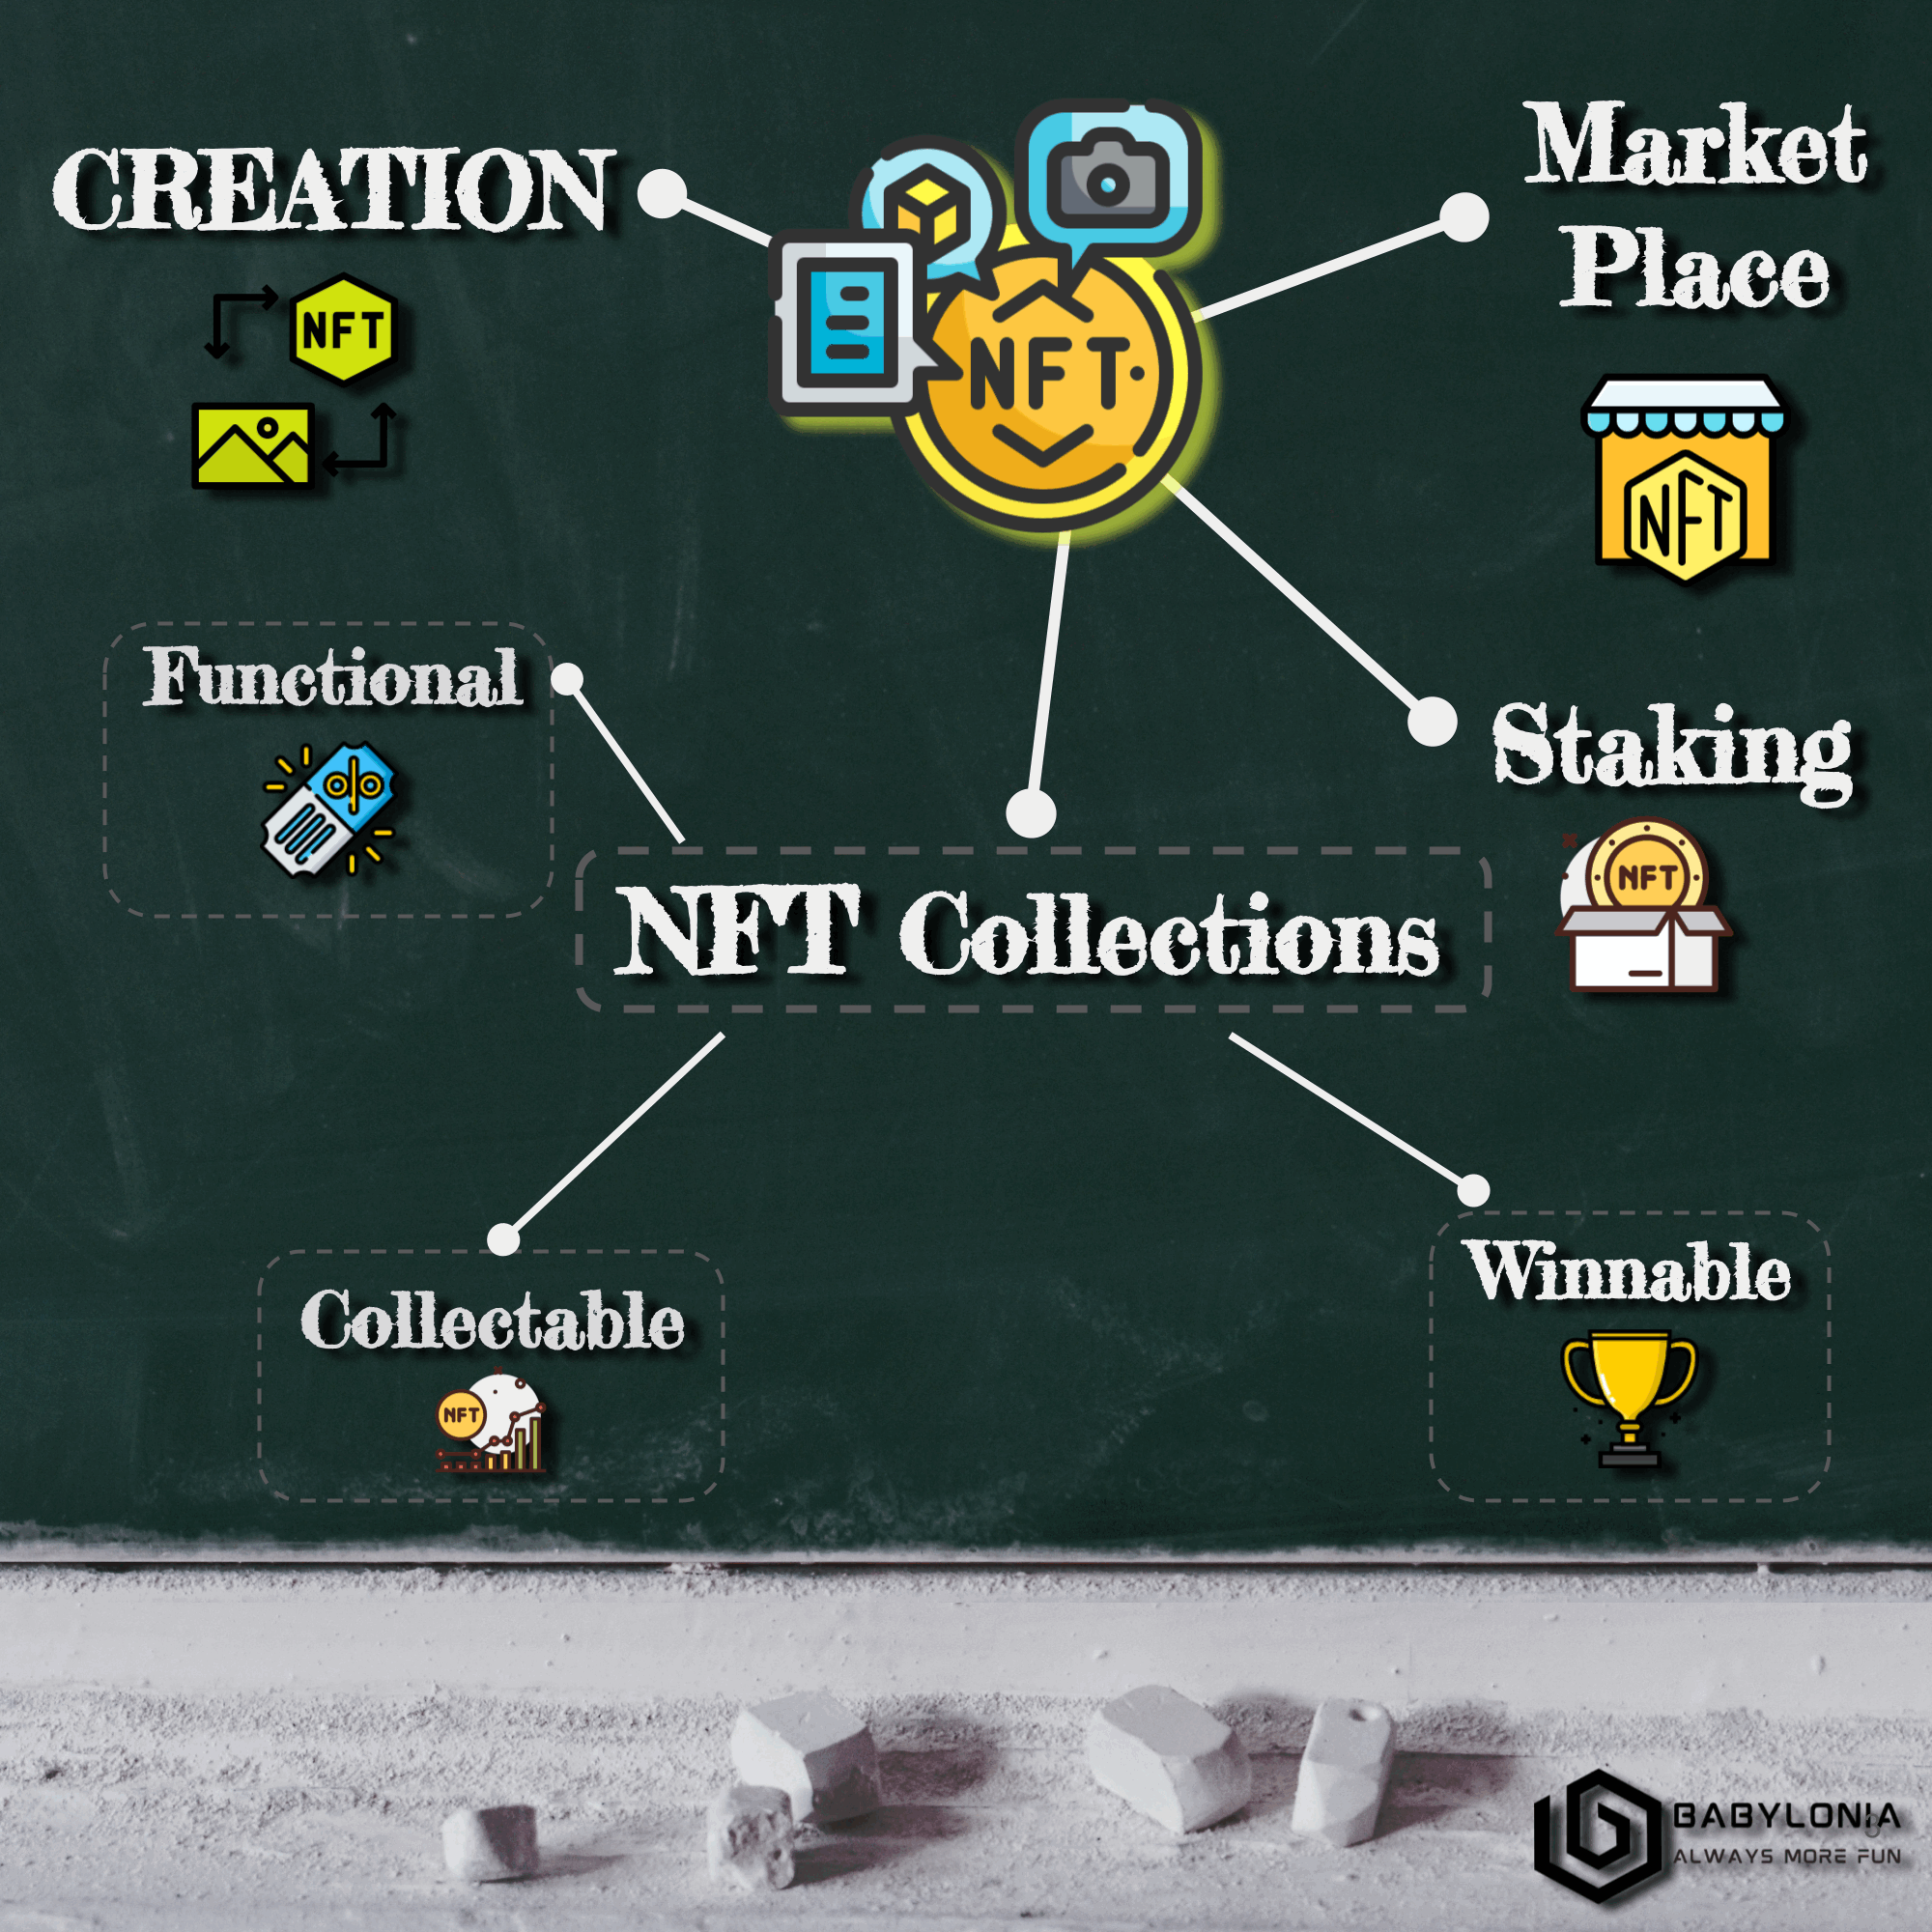 CREATION
NFT
NFT
Market
Place
NFT
Functional
Staking
NFT
NFT Collections
Collectable
NFT
Winnable
BABYLONIA
ALWAYS MORE FUN